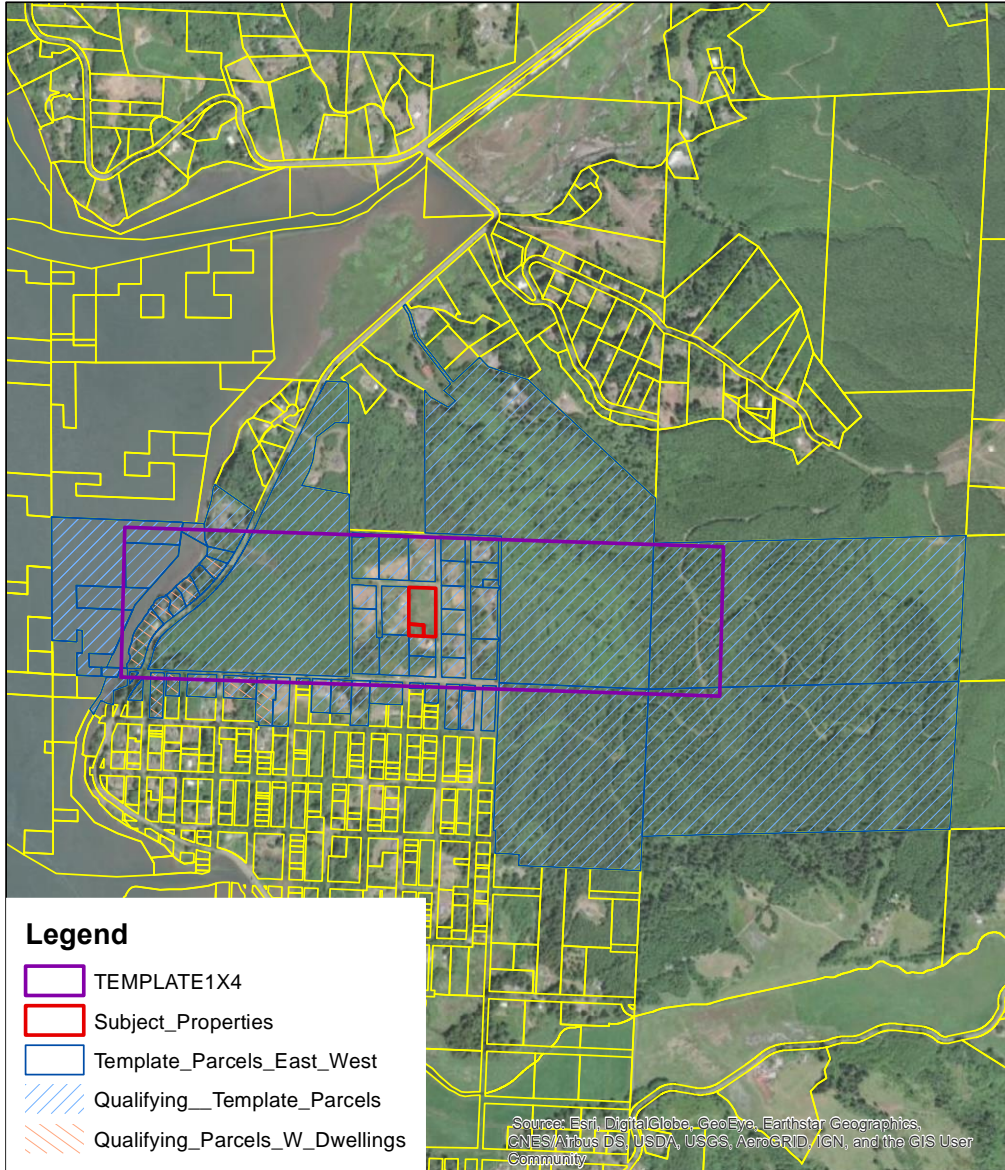 Legend
TEMPLATE1X4
Subject_Properties
Template_Parcels_East_West
Qualifying__Template_Parcels
Qualifying_Parcels_W_Dwellings
Source: Esri, DigitalGlobe, GeoEye, Earthstar Geographics,
CNES/Airbus DS, USDA, USGS, AeroGRID, IGN, and the GIS User
Community